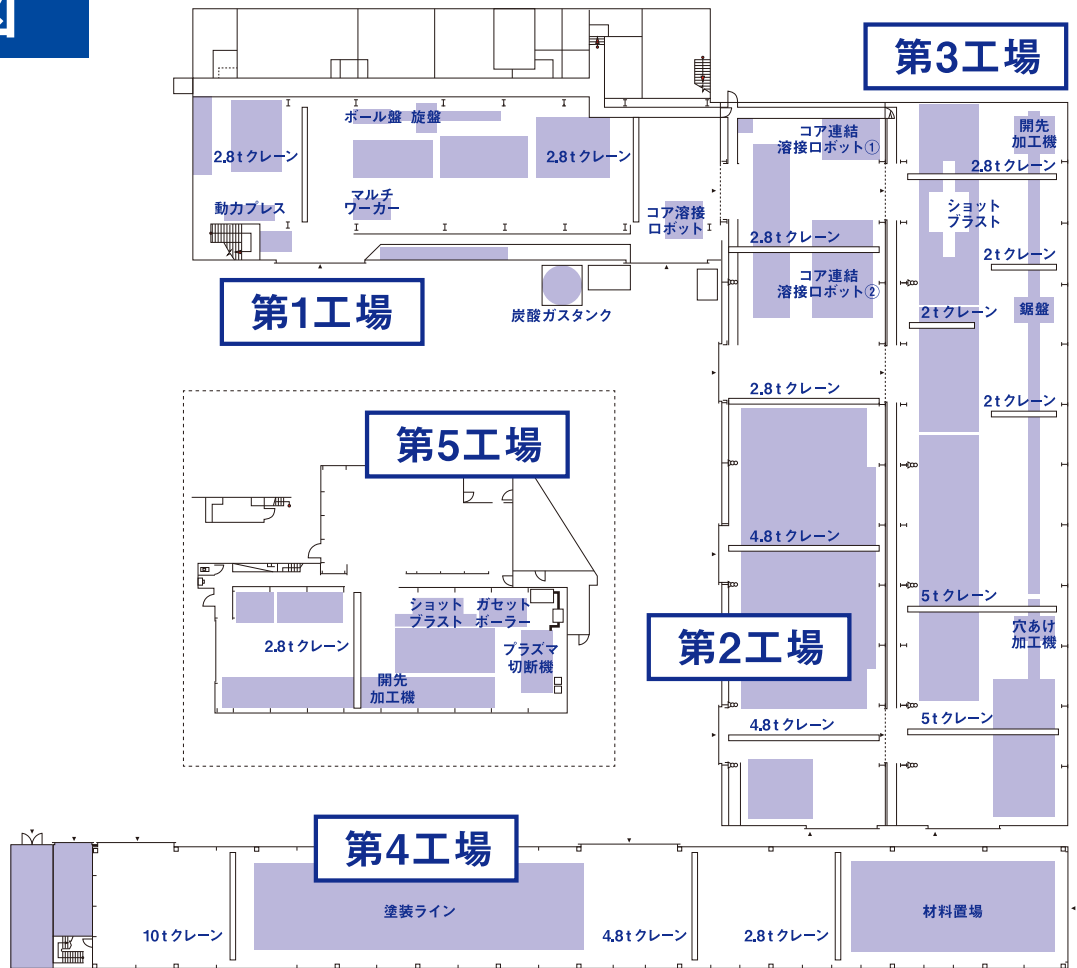 図
第3工場
ボール盤 旋盤
2.8tクレーン
2.8tクレーン
動力プレス
マルチ
ワーカー
コア溶接
ロボット
第1工場
炭酸ガスタンク
コア連結
溶接ロボット①
2.8tクレーン
コア連結
溶接ロボット②
2.8tクレーン
4.8tクレーン
第2工場
4.8tクレーン
開先
加工機
2.8tクレーン
ショット
ブラスト
2tクレーン
2tクレーン
鋸盤
2tクレーン
5tクレーン
穴あけ
加工機
5tクレーン
第5工場
ショット
ブラスト
ガセット
ボーラー
2.8tクレーン
プラズマ
切断機
開先
加工機
第4工場
10tクレーン
塗装ライン
4.8tクレーン
2.8tクレーン
材料置場